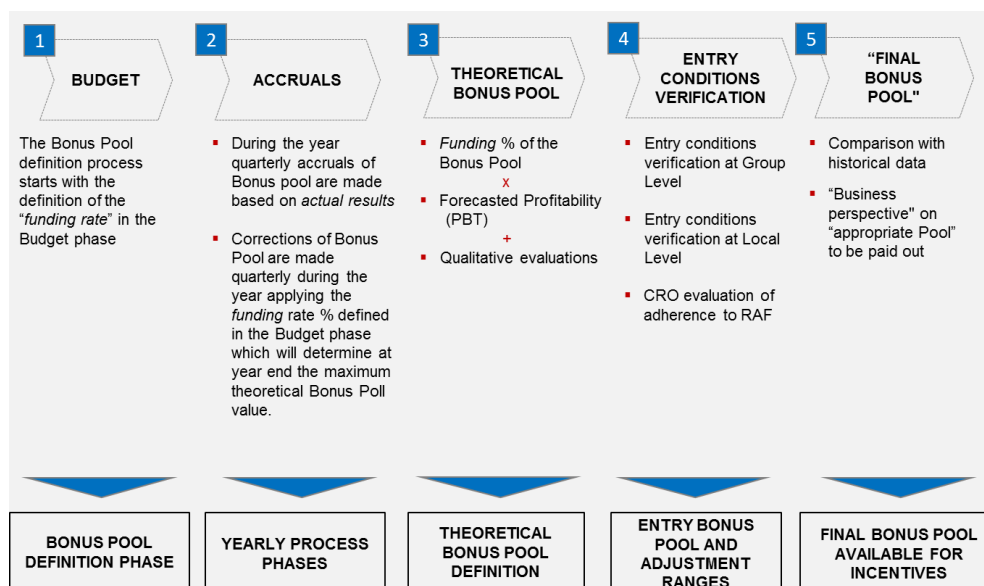 1
BUDGET
The Bonus Pool
definition process
starts with the
definition of the
“funding rate” in the
Budget phase
BONUS POOL
DEFINITION PHASE
2
ACCRUALS
▪ During the year
quarterly accruals of
Bonus pool are made
based on actual results
▪ Corrections of Bonus
Pool are made
quarterly during the
year applying the
funding rate % defined
in the Budget phase
which will determine at
year end the maximum
theoretical Bonus Poll
value.
YEARLY PROCESS
PHASES
3
THEORETICAL
BONUS POOL
▪ Funding % of the
Bonus Pool
x
▪ Forecasted Profitability
(PBT)
+
▪ Qualitative evaluations
THEORETICAL
BONUS POOL
DEFINITION
4
ENTRY
CONDITIONS
VERIFICATION
▪ Entry conditions
verification at Group
Level
▪ Entry conditions
verification at Local
Level
▪ CRO evaluation of
adherence to RAF
ENTRY BONUS
POOL AND
ADJUSTMENT
RANGES
5
“FINAL
BONUS
POOL"
▪ Comparison with
historical data
▪ “Business
perspective" on
“appropriate Pool”
to be paid out
FINAL BONUS POOL
AVAILABLE FOR
INCENTIVES